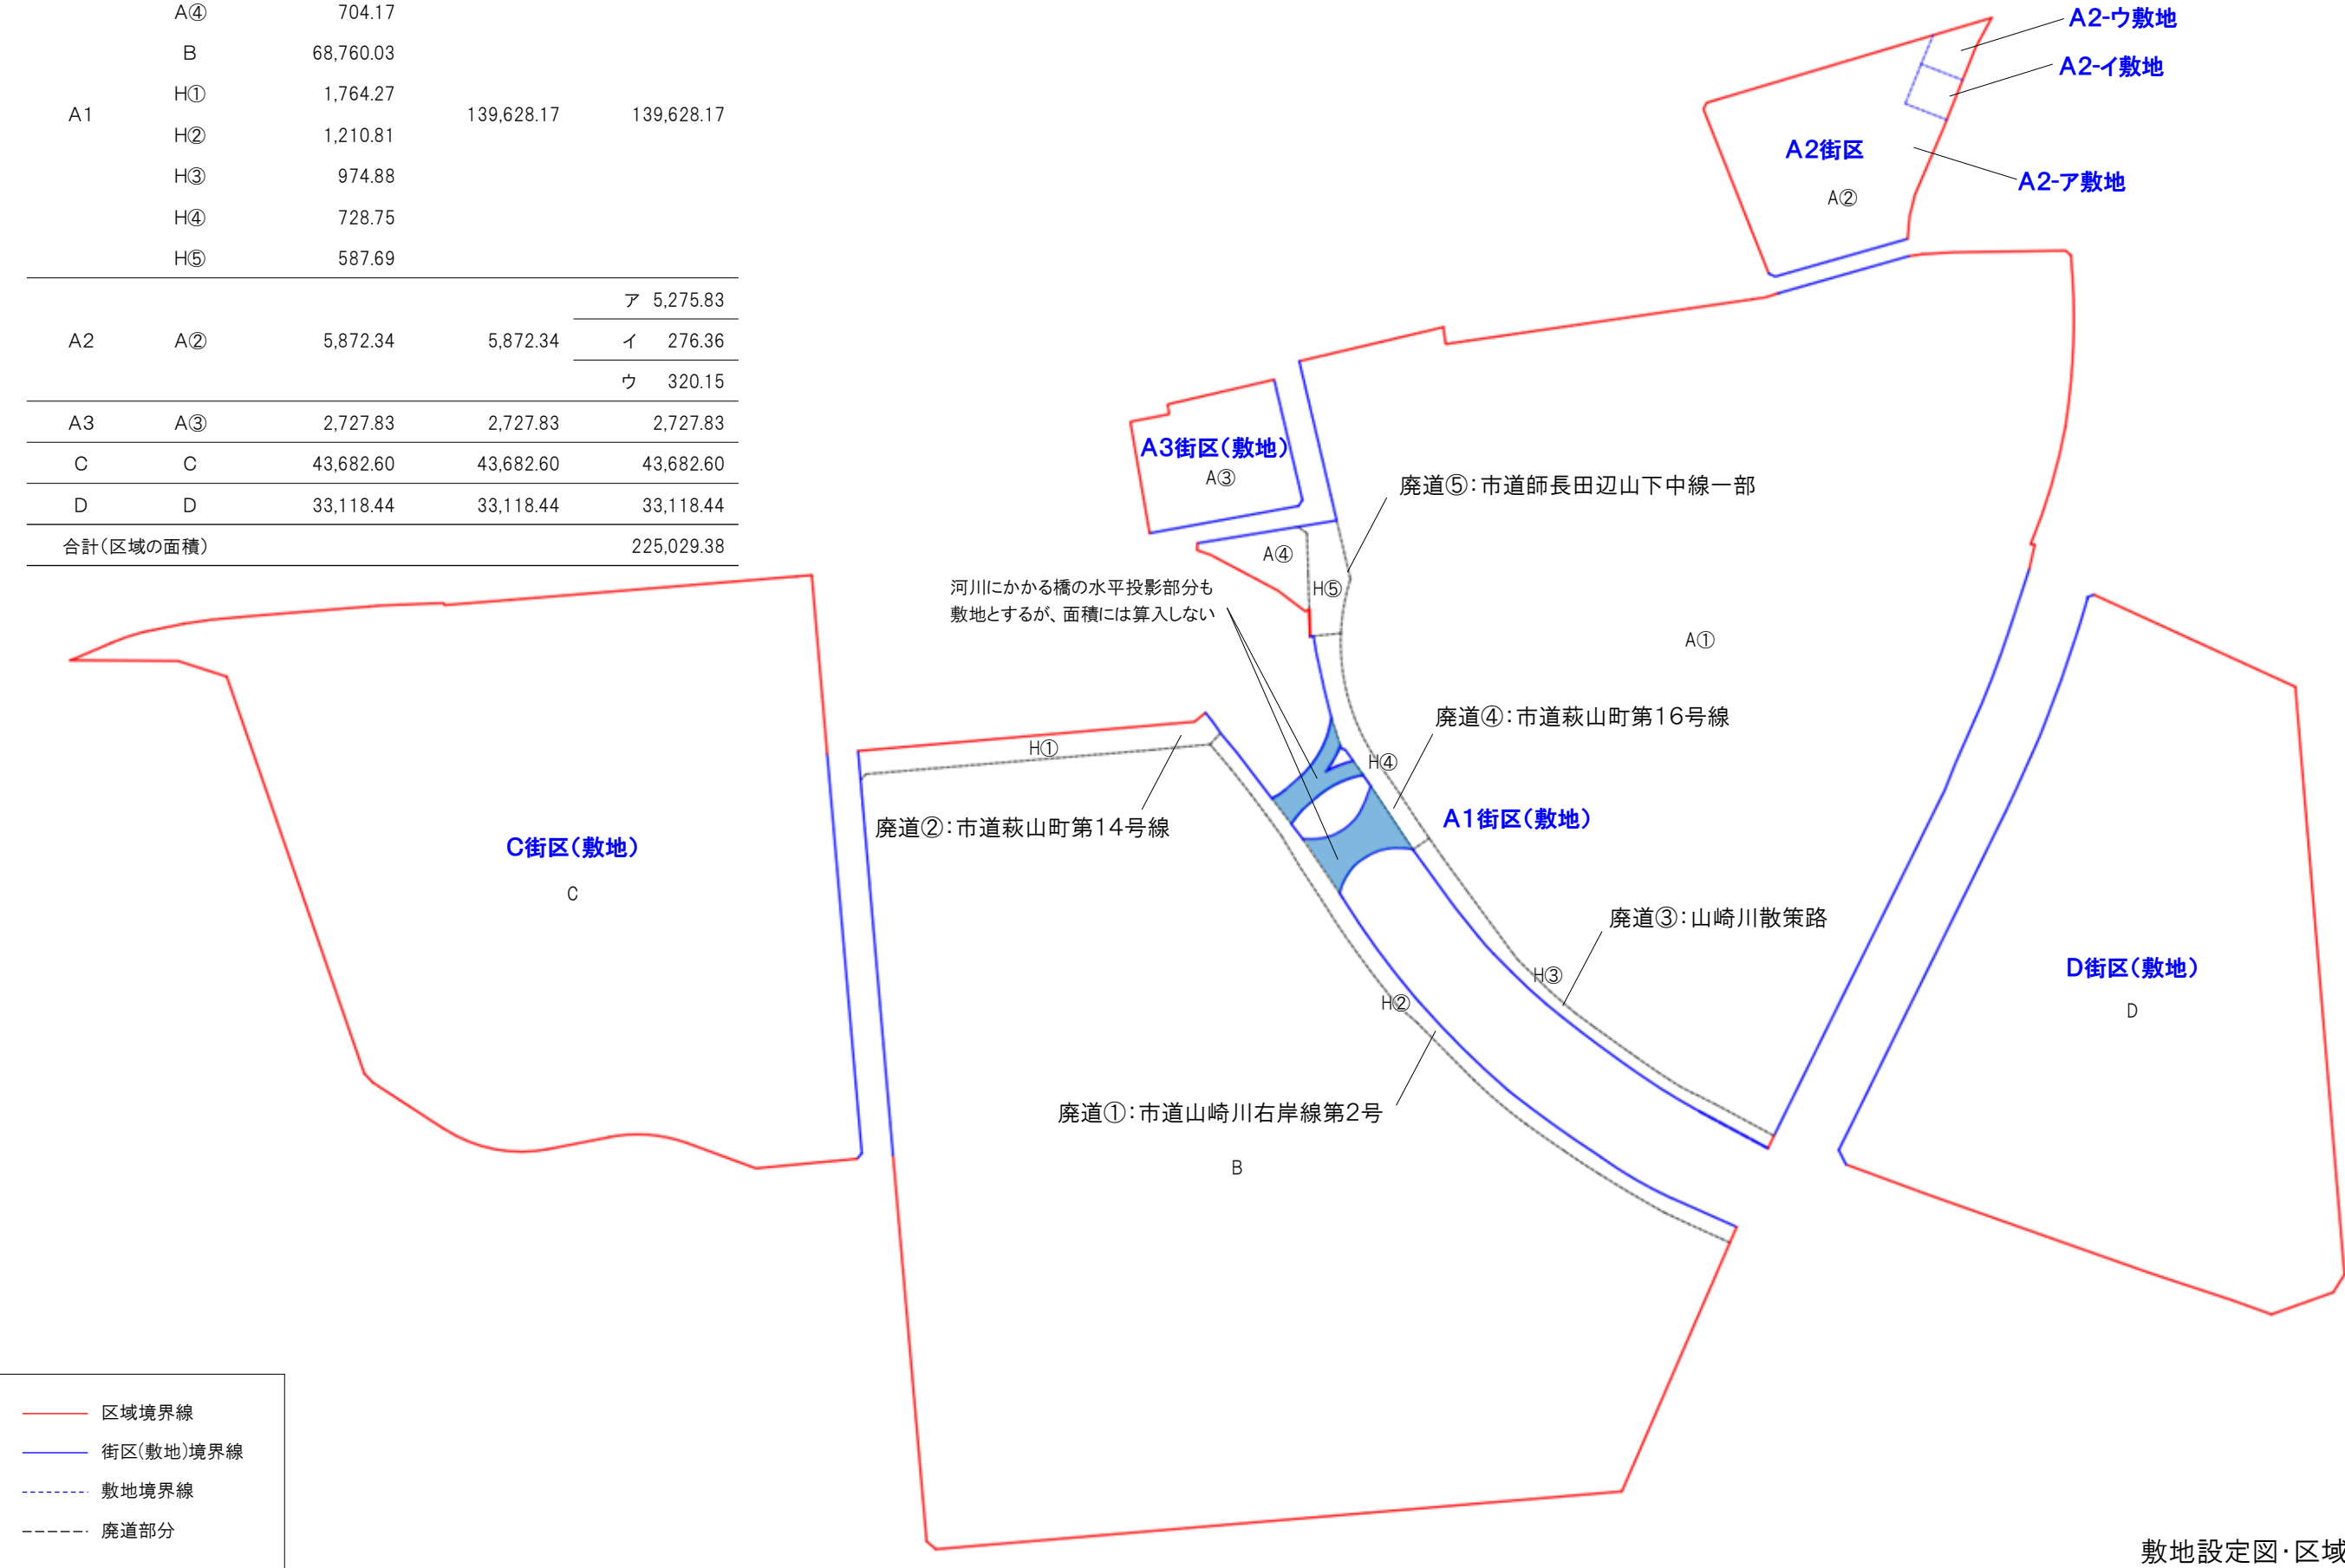 A④ 704.17
B 68,760.03
H① 1,764.27
A1 139,628.17 139,628.17
H② 1,210.81
H③ 974.88
H④ 728.75
H⑤ 587.69
ア 5,275.83
A2 A② 5,872.34 5,872.34 イ 276.36
ウ 320.15
A3 A③ 2,727.83 2,727.83 2,727.83
C C 43,682.60 43,682.60 43,682.60
D D 33,118.44 33,118.44 33,118.44
合計(区域の面積) 225,029.38
A2-ウ敷地
A2-イ敷地
A2街区
A2-ア敷地
A②
A3街区(敷地)
A③
廃道⑤:市道師長田辺山下中線一部
A④
河川にかかる橋の水平投影部分も
敷地とするが、面積には算入しない
H⑤
A①
廃道④:市道萩山町第16号線
H①
H④
廃道②:市道萩山町第14号線
A1街区(敷地)
C街区(敷地)
C
廃道③:山崎川散策路
H③
D街区(敷地)
H②
D
廃道①:市道山崎川右岸線第2号
B
区域境界線
街区(敷地)境界線
敷地境界線
廃道部分
敷地設定図・区域